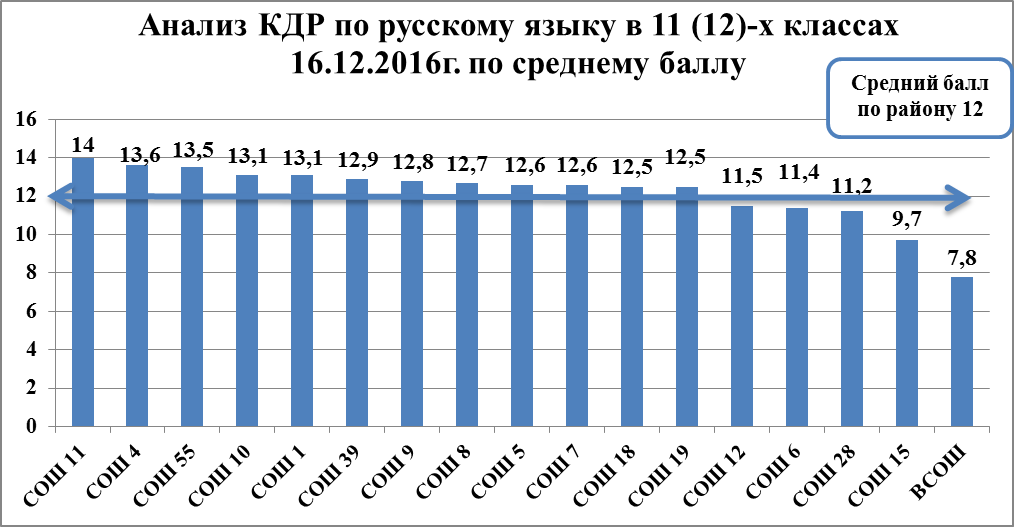 Анализ КДР по русскому языку в 11 (12)-х классах
16.12.2016г. по среднему баллу
Средний балл
по району 12
16
14
12
10
8
6
4
2
0
14
13,6
13,5
13,1
13,1
12,9
12,8
12,7
12,6
12,6
12,5
12,5
11,5
11,4
11,2
9,7
7,8
СОШ 11
СОШ 4
СОШ 55
СОШ 10
СОШ 1
СОШ 39
СОШ 9
СОШ 8
СОШ 5
СОШ 7
СОШ 18
СОШ 19
СОШ 12
СОШ 6
СОШ 28
СОШ 15
ВСОШ